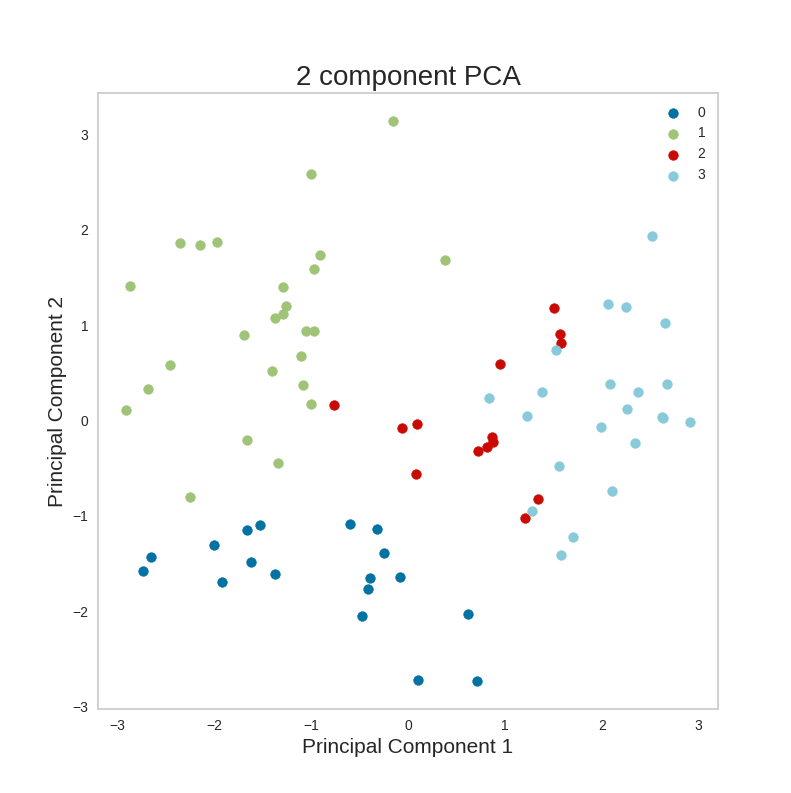 2 component PCA
0
1
2
3
Principal Component 2
3
2
1
0
−1
−2
−3
−3 −2 −1 0 1 2 3
Principal Component 1